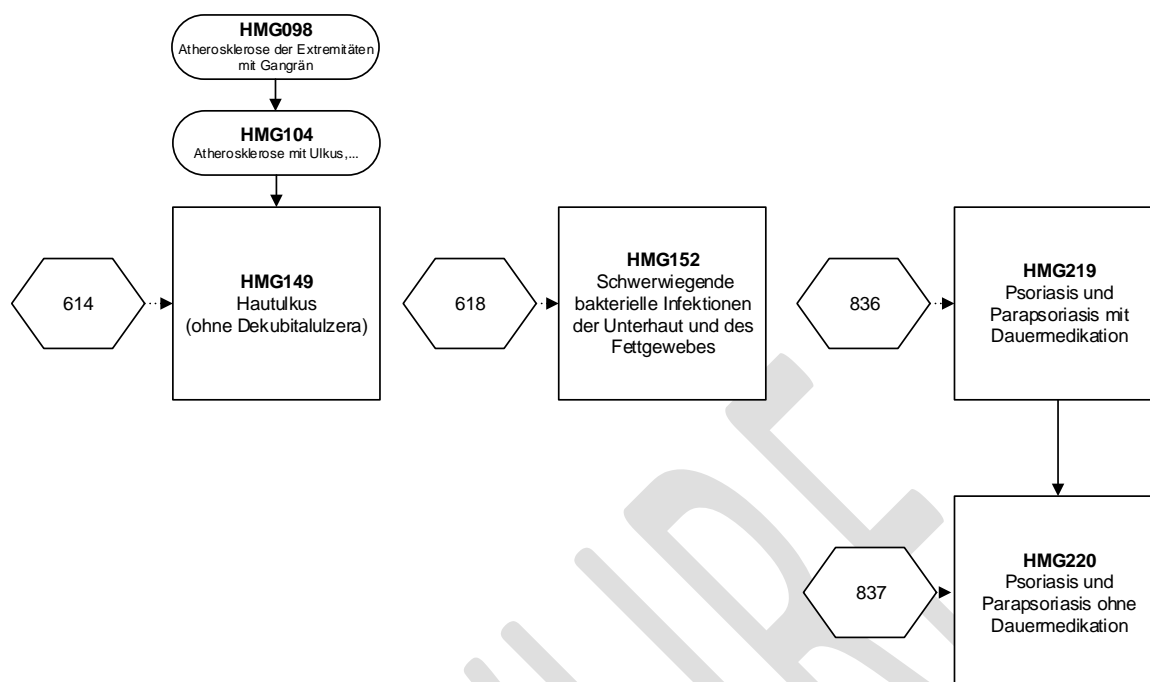 HMG098
Atherosklerose der Extremitäten
mit Gangrän
HMG104
Atherosklerose mit Ulkus,...
614
HMG149
Hautulkus
(ohne Dekubitalulzera)
618
HMG152
Schwerwiegende
bakterielle Infektionen
der Unterhaut und des
Fettgewebes
836
HMG219
Psoriasis und
Parapsoriasis mit
Dauermedikation
837
HMG220
Psoriasis und
Parapsoriasis ohne
Dauermedikation